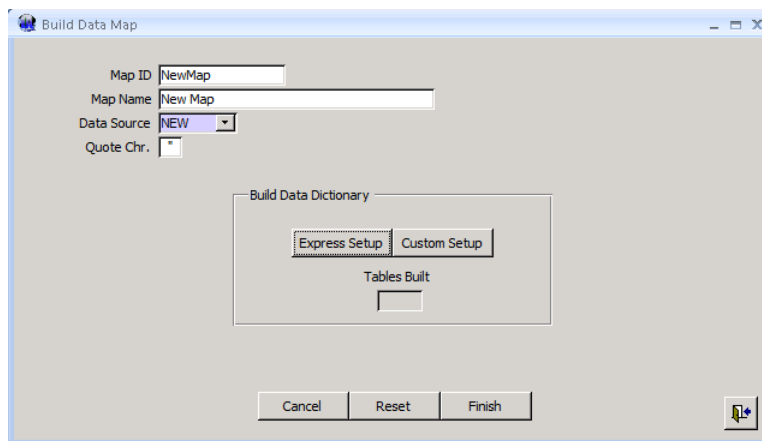 Build Data Map
Map ID NewMap
Map Name New Map
Data Source NEW
Quote Chr. "
Build Data Dictionary
Express Setup Custom Setup
Tables Built
Cancel Reset Finish